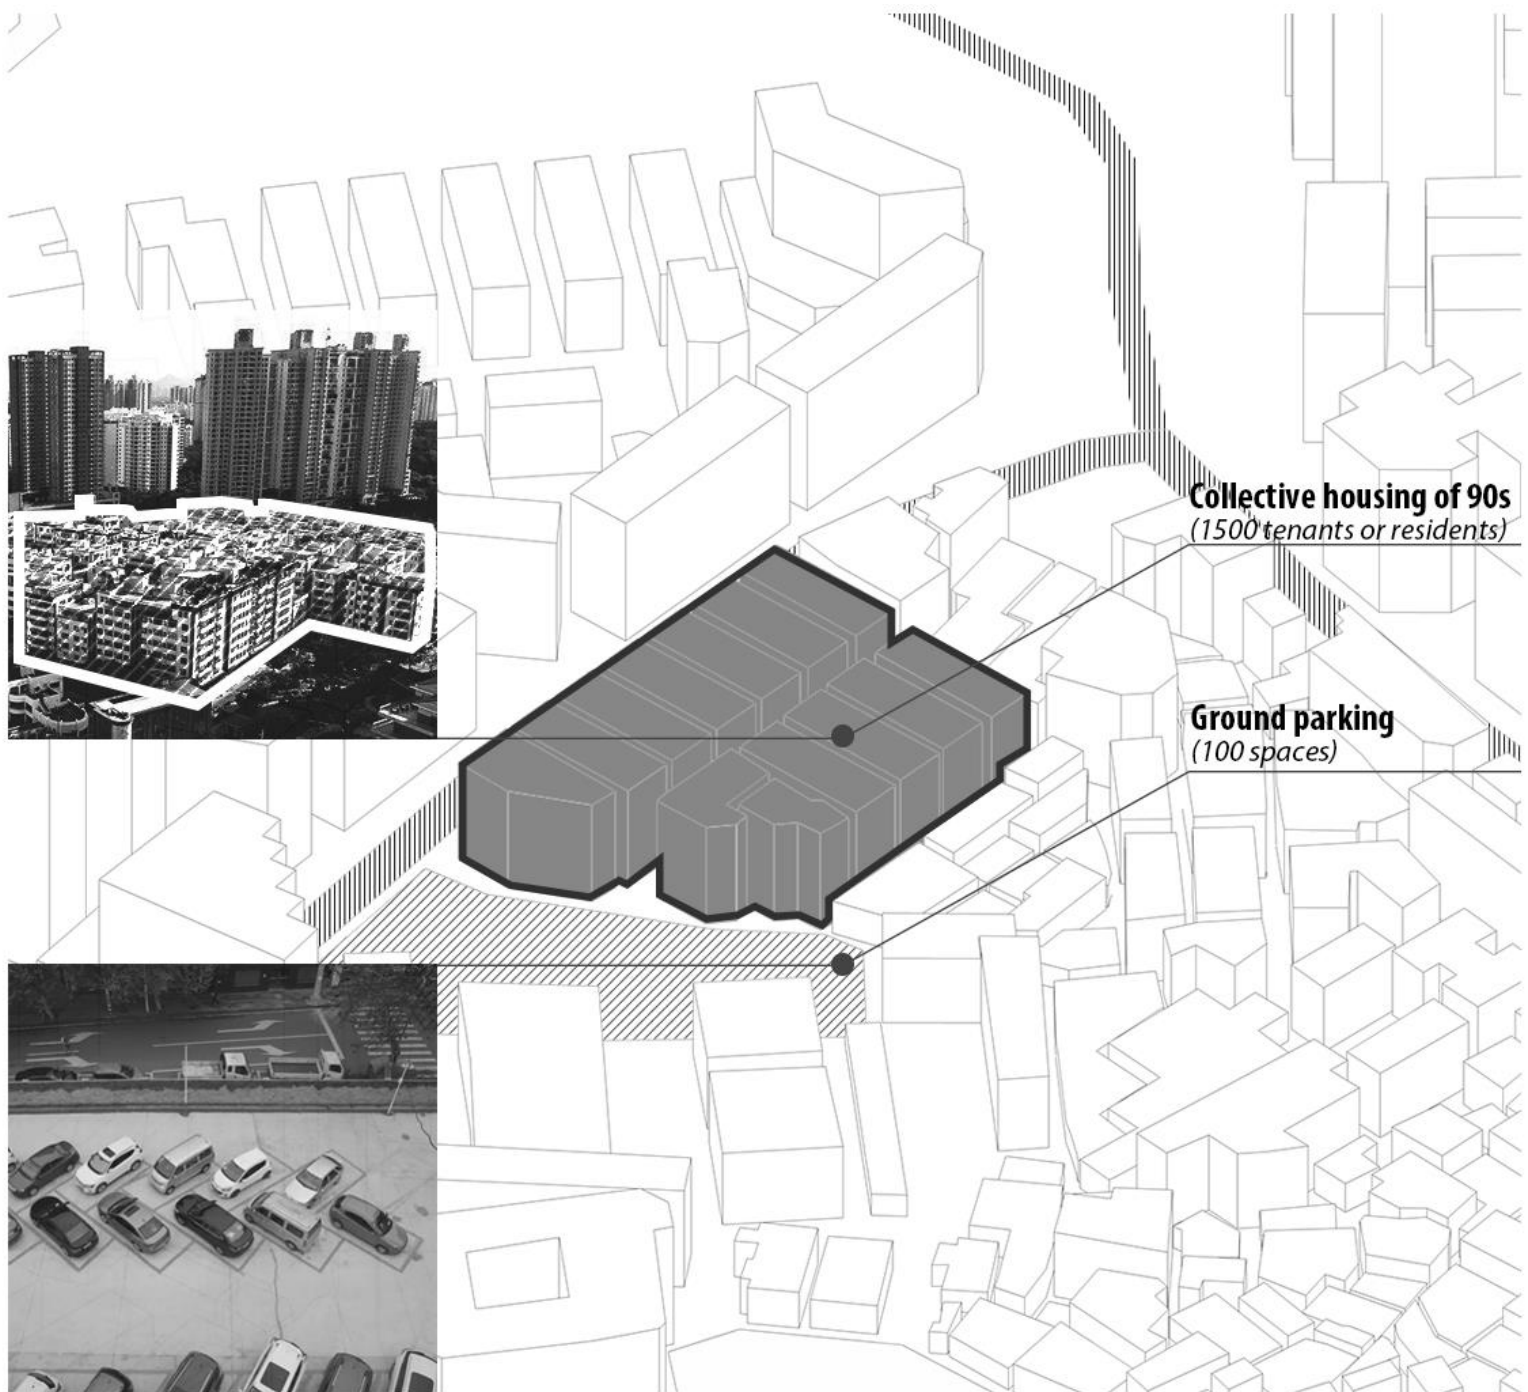 Collective housing of 90s
(1500 tenants or residents)
Ground parking
(100 spaces)